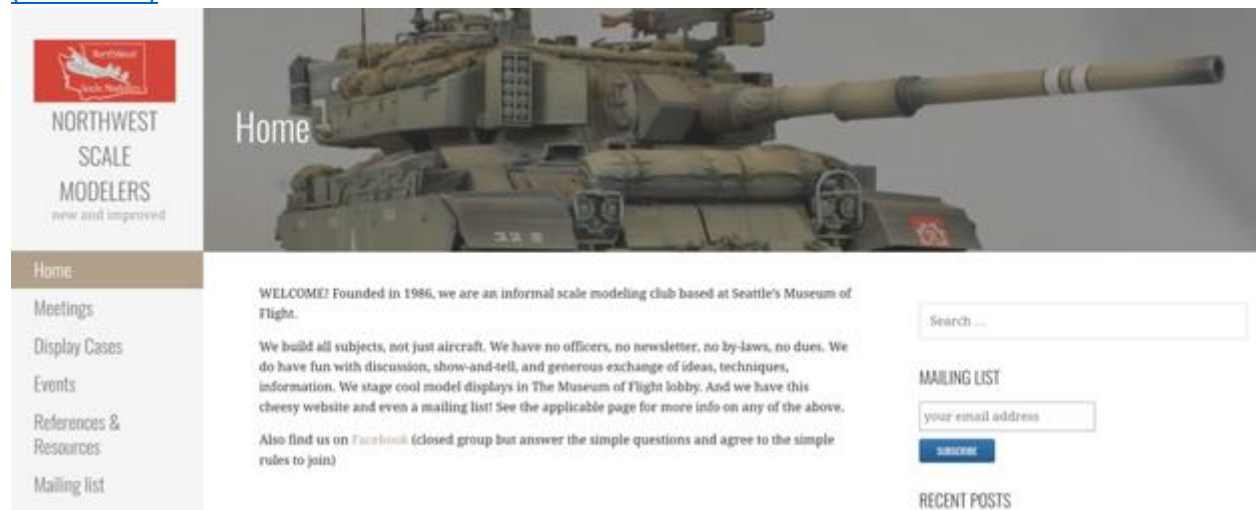 NorthWest
Scale Modelers
NORTHWEST
SCALE
MODELERS
new and improved
Home
Home
Meetings
Display Cases
Events
References &
Resources
Mailing list
WELCOME! Founded in 1986, we are an informal scale modeling club based at Seattle's Museum of
Flight.
We build all subjects, not just aircraft. We have no officers, no newsletter, no by-laws, no dues. We
do have fun with discussion, show-and-tell, and generous exchange of ideas, techniques,
information. We stage cool model displays in The Museum of Flight lobby. And we have this
cheesy website and even a mailing list! See the applicable page for more info on any of the above.
Also find us on Facebook (closed group but answer the simple questions and agree to the simple
rules to join)
Search ...
MAILING LIST
your email address
SUBSCRIBE
RECENT POSTS